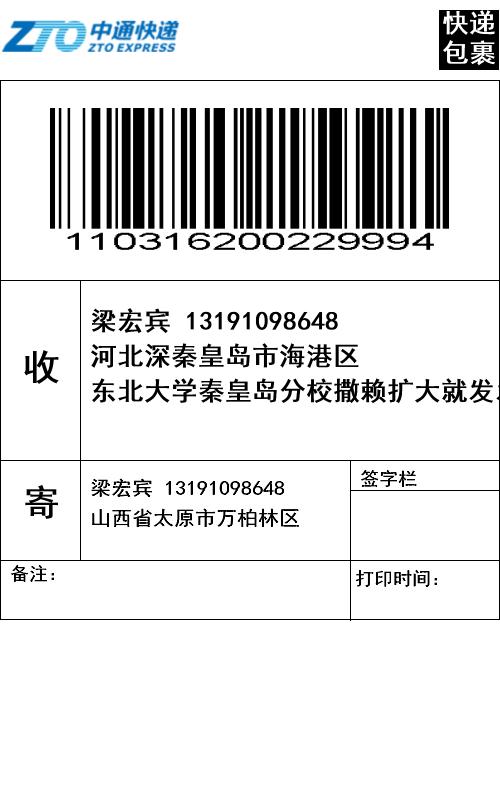 ZTO 中通快递
ZTO EXPRESS
快递
包裹
110316200229994
收
梁宏宾 13191098648
河北深秦皇岛市海港区
东北大学秦皇岛分校撒赖扩大就发
寄
梁宏宾 13191098648
山西省太原市万柏林区
签字栏
备注：
打印时间：